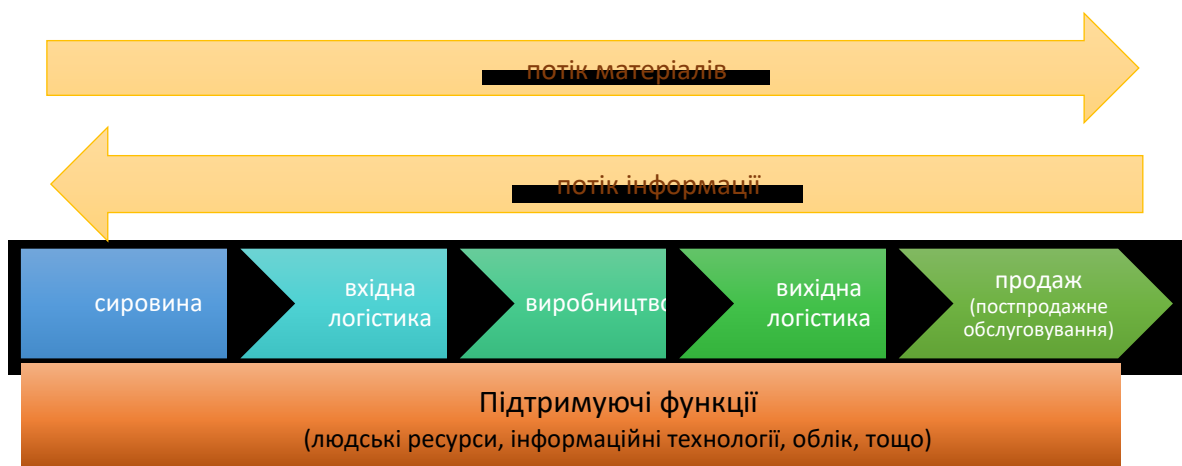 потік матеріалів
потік інформації
сировина
вхідна
логістика
виробництво
вихідна
логістика
продаж
(постпродажне
обслуговування)
Підтримуючі функції
(людські ресурси, інформаційні технології, облік, тощо)